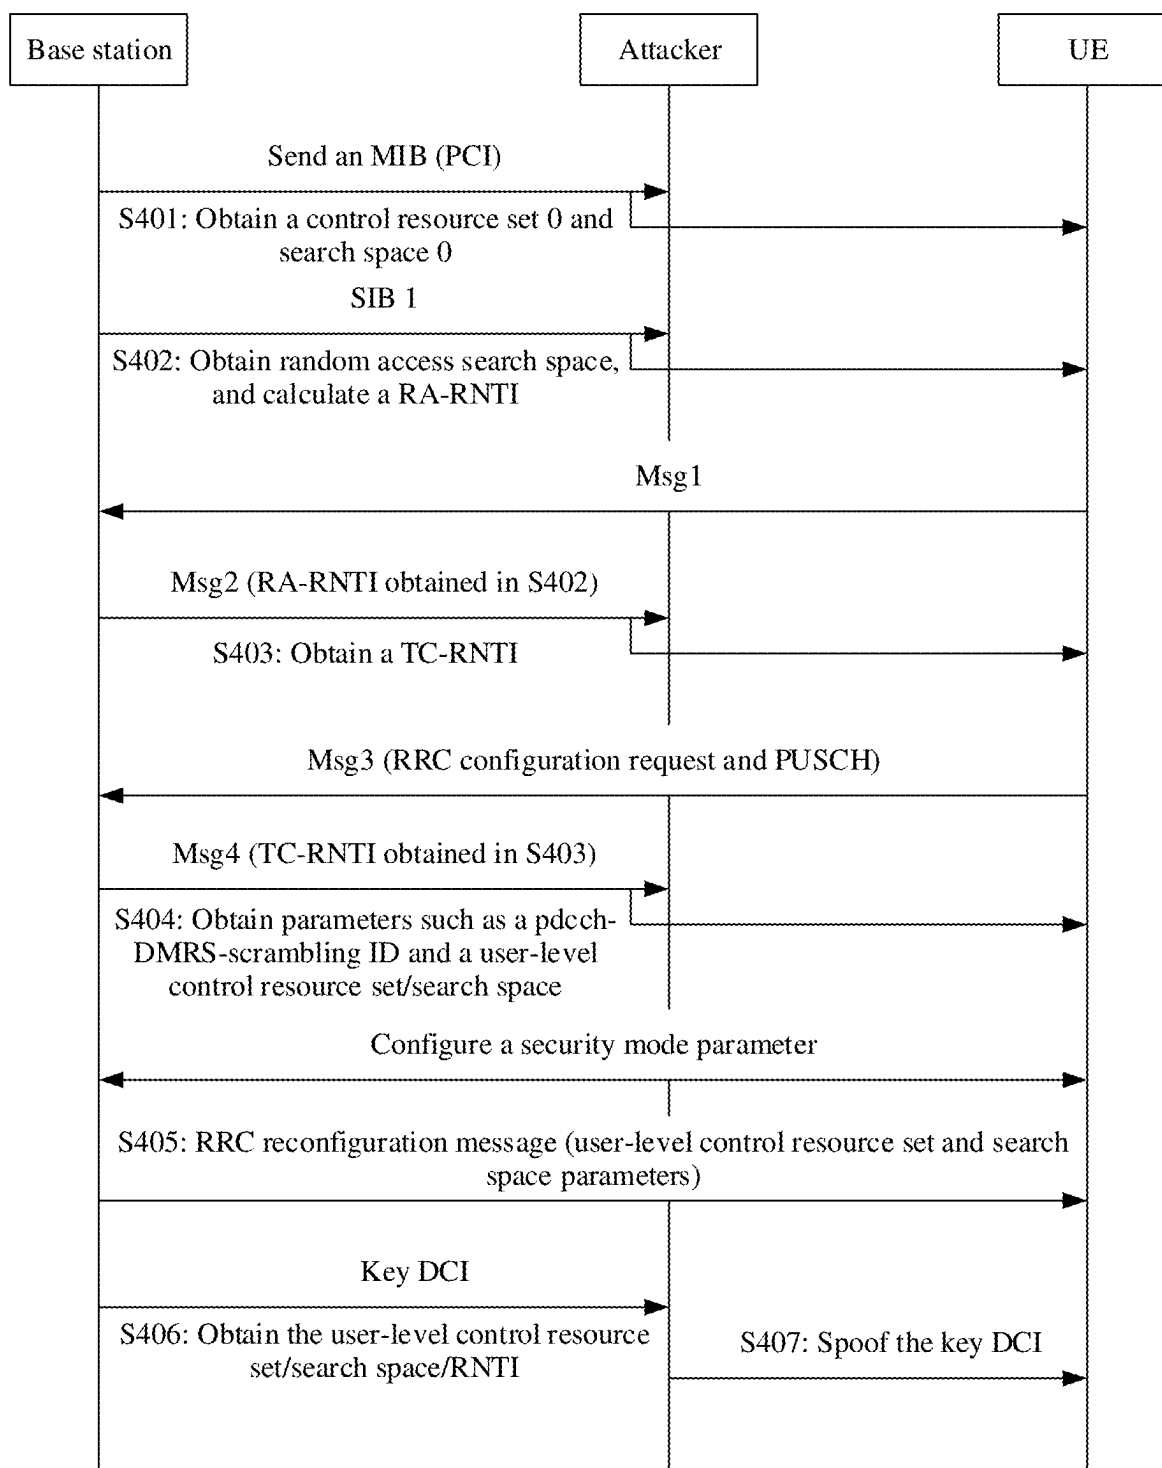 Base station
Attacker
UE
Send an MIB (PCI)
S401: Obtain a control resource set 0 and
search space 0
SIB 1
S402: Obtain random access search space,
and calculate a RA-RNTI
Msg1
Msg2 (RA-RNTI obtained in S402)
S403: Obtain a TC-RNTI
Msg3 (RRC configuration request and PUSCH)
Msg4 (TC-RNTI obtained in S403)
S404: Obtain parameters such as a pdcch-
DMRS-scrambling ID and a user-level
control resource set/search space
Configure a security mode parameter
S405: RRC reconfiguration message (user-level control resource set and search
space parameters)
Key DCI
S406: Obtain the user-level control resource
set/search space/RNTI
S407: Spoof the key DCI